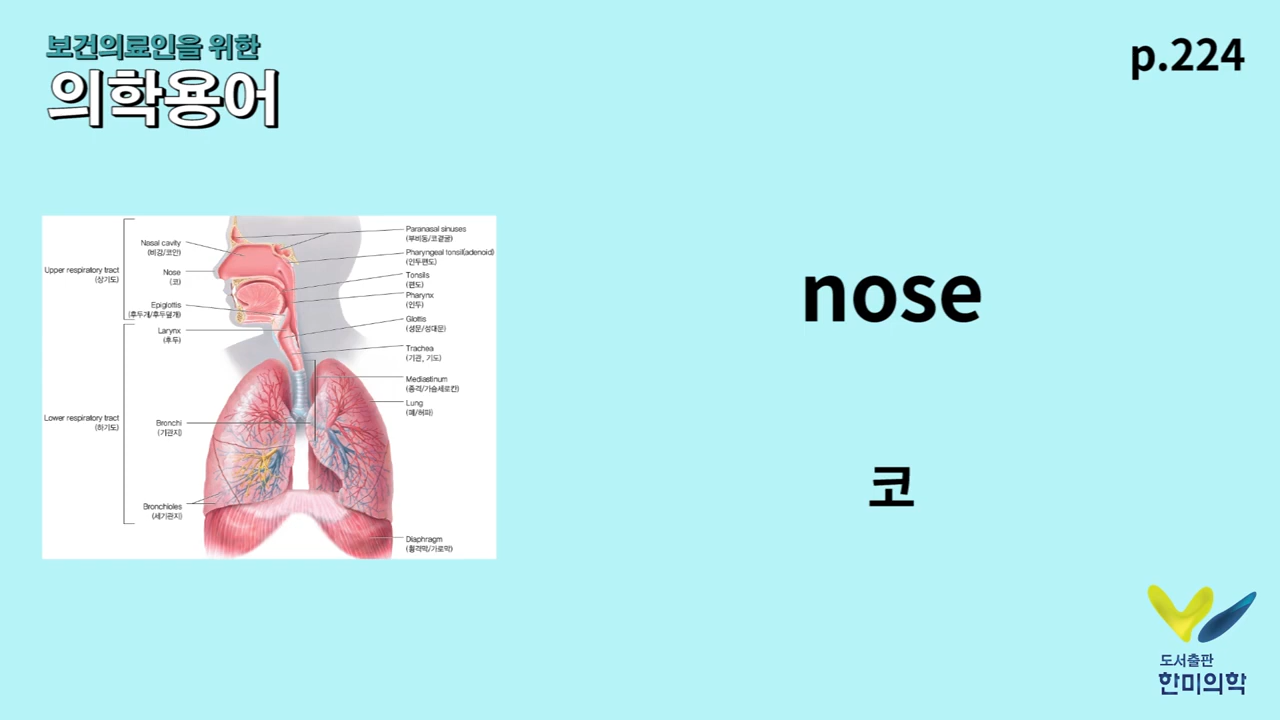 보건의료인을 위한
의학용어
p.224
Nasal cavity
(비강/코안)
Upper respiratory tract
(상기도)
Nose
(코)
Epiglottis
(후두개/후두덮개)
Larynx
(후두)
Lower respiratory tract
(하기도)
Bronchi
(기관지)
Bronchioles
(세기관지)
Paranasal sinuses
(부비동/코곁굴)
Pharyngeal tonsil(adenoid)
(인두편도)
Tonsils
(편도)
Pharynx
(인두)
Glottis
(성문/성대문)
Trachea
(기관, 기도)
Mediastinum
(종격/가슴세로칸)
Lung
(폐/허파)
Diaphragm
(횡격막/가로막)
nose
코
도서출판
한미의학